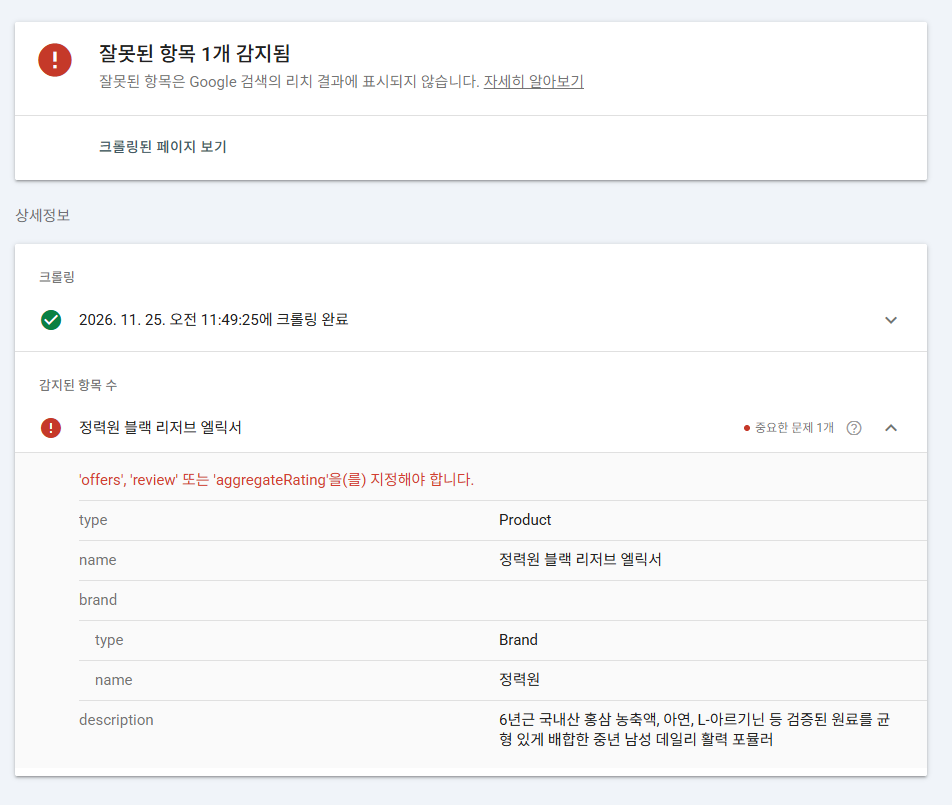 잘못된 항목 1개 감지됨
잘못된 항목은 Google 검색의 리치 결과에 표시되지 않습니다. 자세히 알아보기
크롤링된 페이지 보기
상세정보
크롤링
2026. 11. 25. 오전 11:49:25에 크롤링 완료
감지된 항목 수
정력원 블랙 리저브 엘릭서 중요한 문제 1개
'offers', 'review' 또는 'aggregateRating'을(를) 지정해야 합니다.
type Product
name 정력원 블랙 리저브 엘릭서
brand
type Brand
name 정력원
description 6년근 국내산 홍삼 농축액, 아연, L-아르기닌 등 검증된 원료를 균
형 있게 배합한 중년 남성 데일리 활력 포뮬러